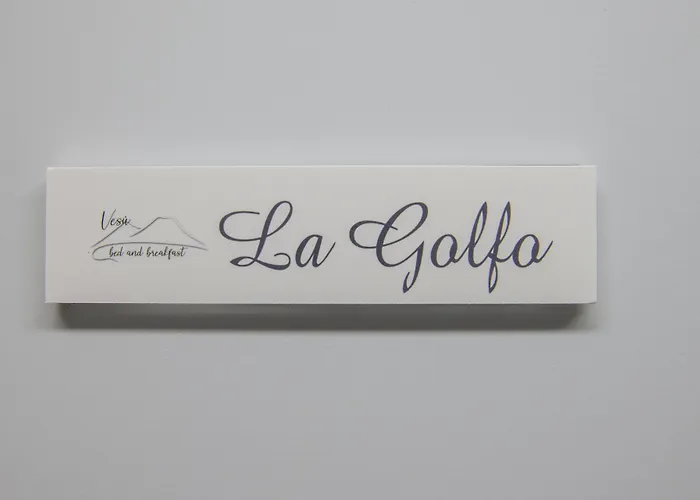 Vesù
bed and breakfast
La Golfo